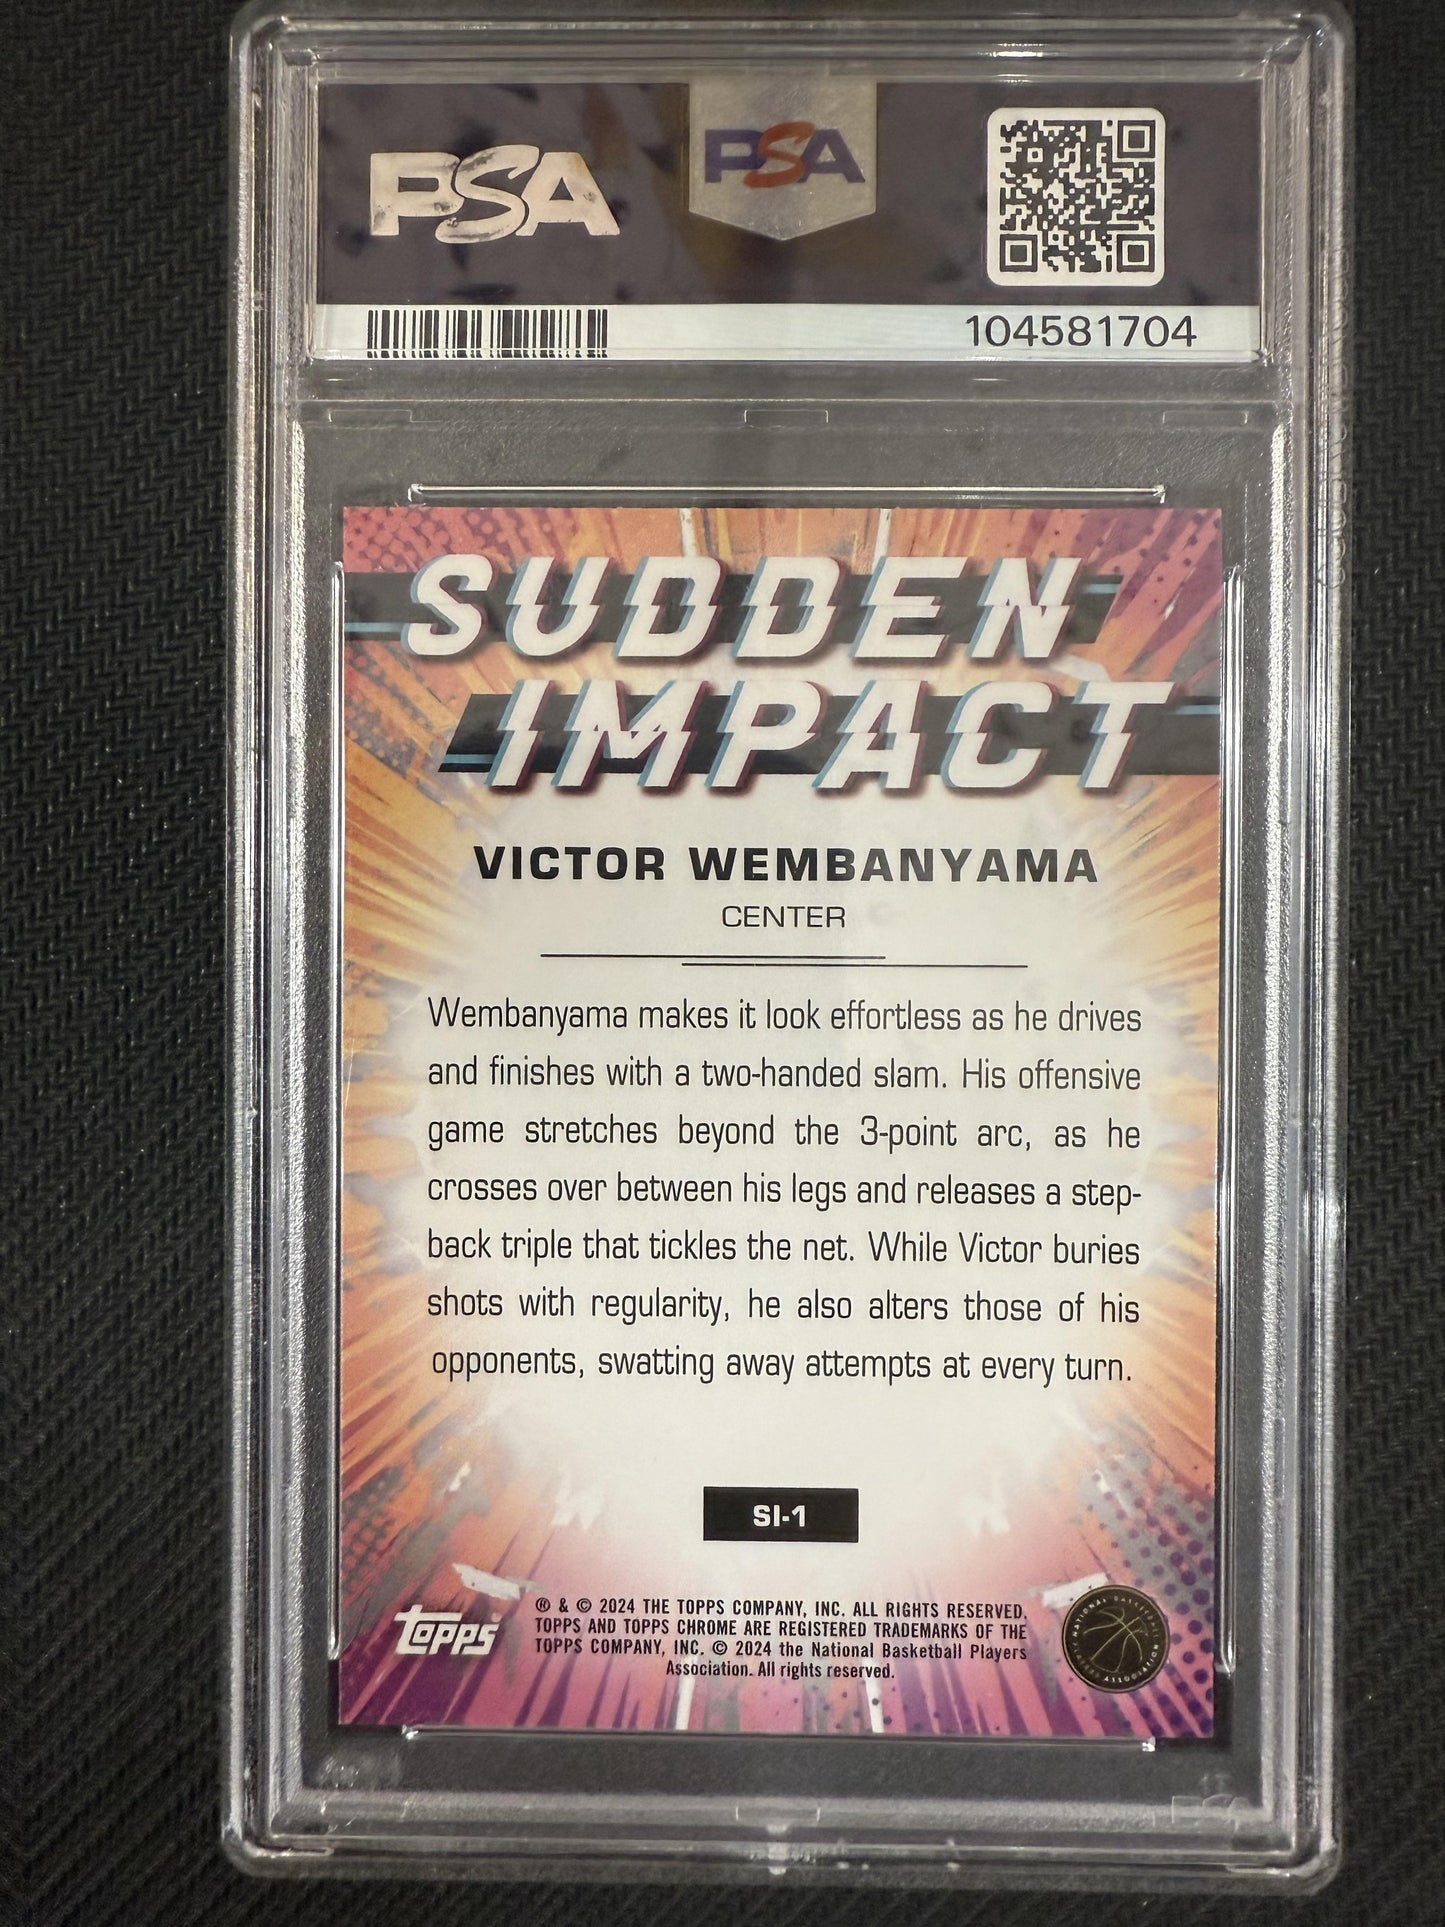 PSA
PSA
104581704
SUDDEN
IMPACT
VICTOR WEMBANYAMA
CENTER
Wembanyama makes it look effortless as he drives
and finishes with a two-handed slam. His offensive
game stretches beyond the 3-point arc, as he
crosses over between his legs and releases a step-
back triple that tickles the net. While Victor buries
shots with regularity, he also alters those of his
opponents, swatting away attempts at every turn.
SI-1
topps
® & © 2024 THE TOPPS COMPANY, INC. ALL RIGHTS RESERVED.
TOPPS AND TOPPS CHROME ARE REGISTERED TRADEMARKS OF THE
TOPPS COMPANY, INC. © 2024 the National Basketball Players
Association. All rights reserved.
PSA